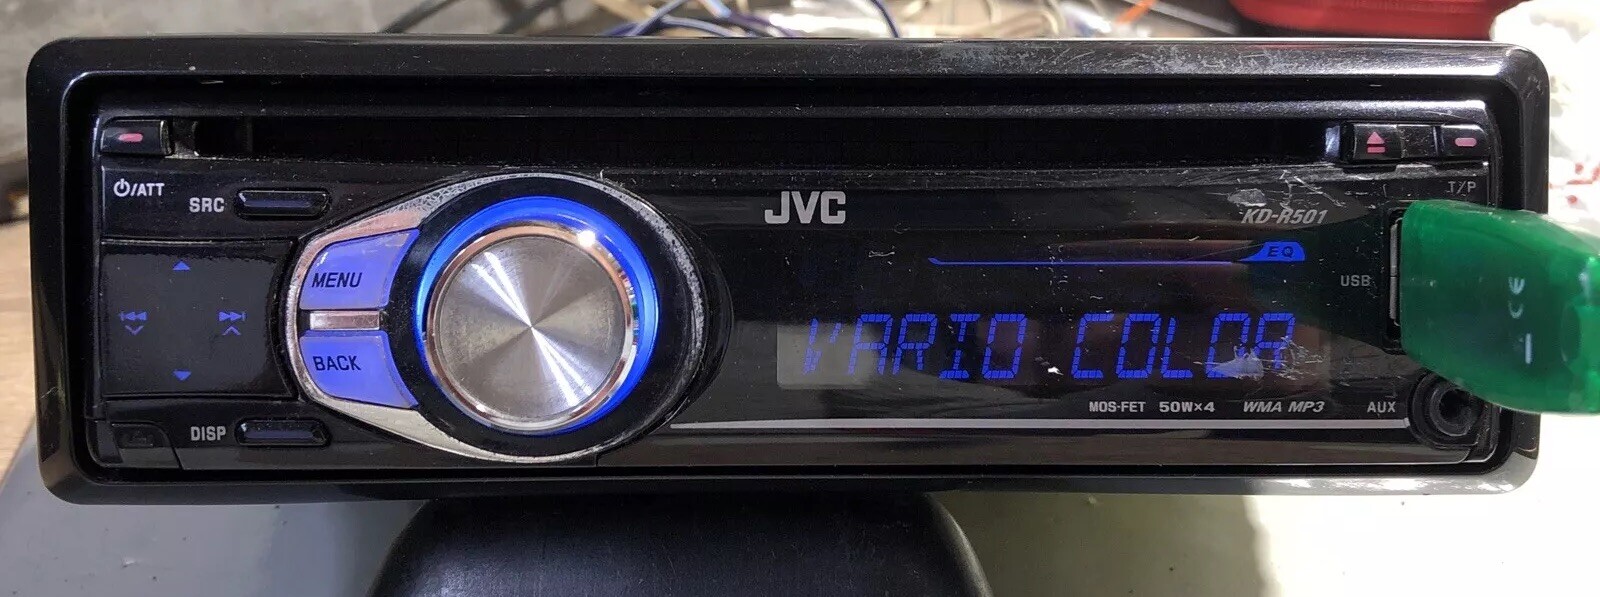 ⏻/ATT
SRC
MENU
BACK
DISP
JVC
KD-R501
T/P
EQ
USB
VARIO COLOR
MOS-FET 50W×4 WMA MP3
AUX
CE